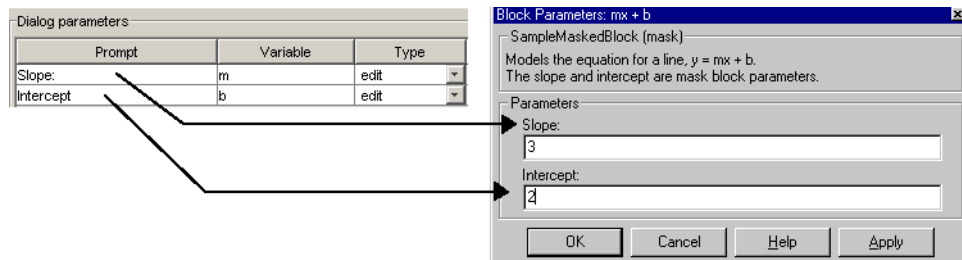 Dialog parameters
Prompt Variable Type
Slope: m edit
Intercept b edit
Block Parameters: mx + b
SampleMaskedBlock (mask)
Models the equation for a line, y = mx + b.
The slope and intercept are mask block parameters.
Parameters
Slope:
3
Intercept:
2
OK Cancel Help Apply